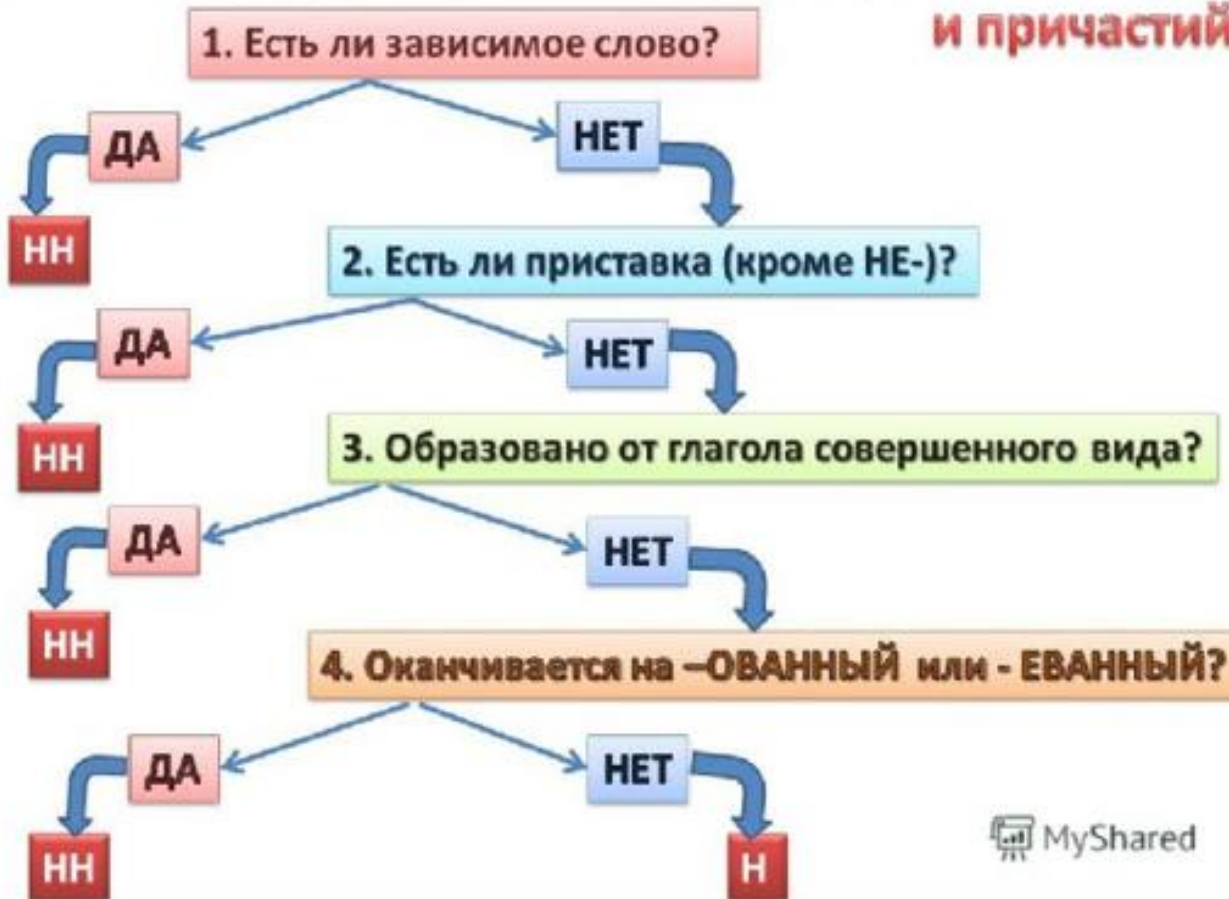 и причастий
1. Есть ли зависимое слово?
ДА
НЕТ
НН
2. Есть ли приставка (кроме НЕ-)?
ДА
НЕТ
НН
3. Образовано от глагола совершенного вида?
ДА
НЕТ
НН
4. Оканчивается на –ОВАННЫЙ или - ЕВАННЫЙ?
ДА
НЕТ
НН
Н
MyShared